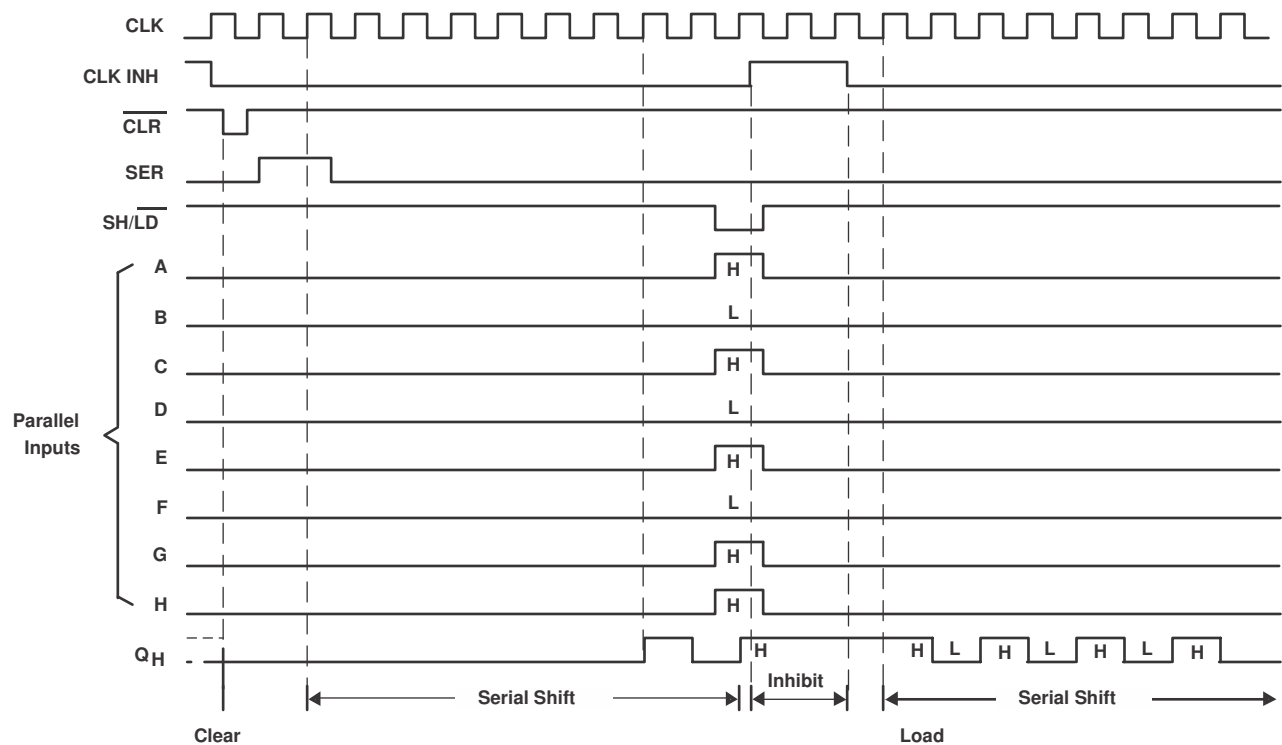 CLK
CLK INH
CLR
SER
SH/LD
A
H
B
L
C
H
D
L
Parallel
Inputs
E
H
F
L
G
H
H
H
QH
H
H
L
H
L
H
L
H
Serial Shift
Inhibit
Serial Shift
Clear
Load